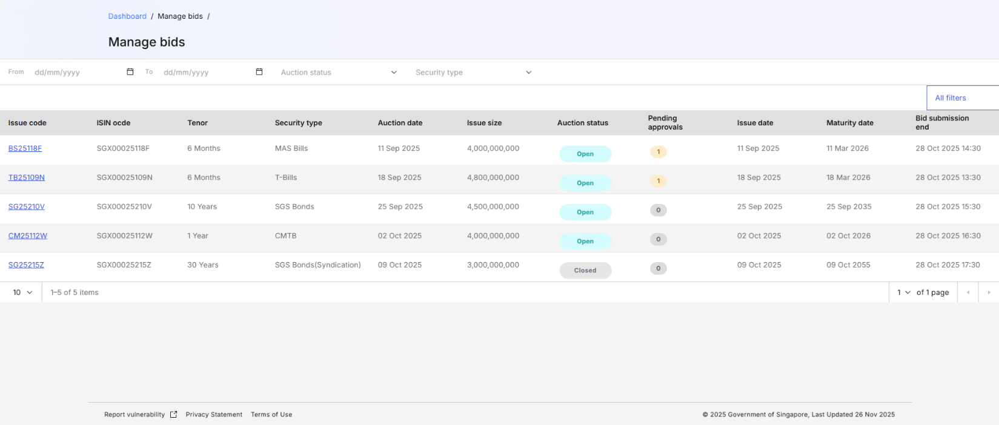 Dashboard / Manage bids /
Manage bids
From dd/mm/yyyy To dd/mm/yyyy Auction status Security type
All filters
Issue code ISIN ocde Tenor Security type Auction date Issue size Auction status Pending approvals Issue date Maturity date Bid submission end
BS25118F SGX00025118F 6 Months MAS Bills 11 Sep 2025 4,000,000,000 Open 1 11 Sep 2025 11 Mar 2026 28 Oct 2025 14:30
TB25109N SGX00025109N 6 Months T-Bills 18 Sep 2025 4,800,000,000 Open 1 18 Sep 2025 18 Mar 2026 28 Oct 2025 13:30
SG25210V SGX00025210V 10 Years SGS Bonds 25 Sep 2025 4,500,000,000 Open 0 25 Sep 2025 25 Sep 2035 28 Oct 2025 15:30
CM25112W SGX00025112W 1 Year CMTB 02 Oct 2025 4,000,000,000 Open 0 02 Oct 2025 02 Oct 2026 28 Oct 2025 16:30
SG25215Z SGX00025215Z 30 Years SGS Bonds(Syndication) 09 Oct 2025 3,000,000,000 Closed 0 09 Oct 2025 09 Oct 2055 28 Oct 2025 17:30
10 1–5 of 5 items 1 of 1 page
Report vulnerability Privacy Statement Terms of Use © 2025 Government of Singapore, Last Updated 26 Nov 2025